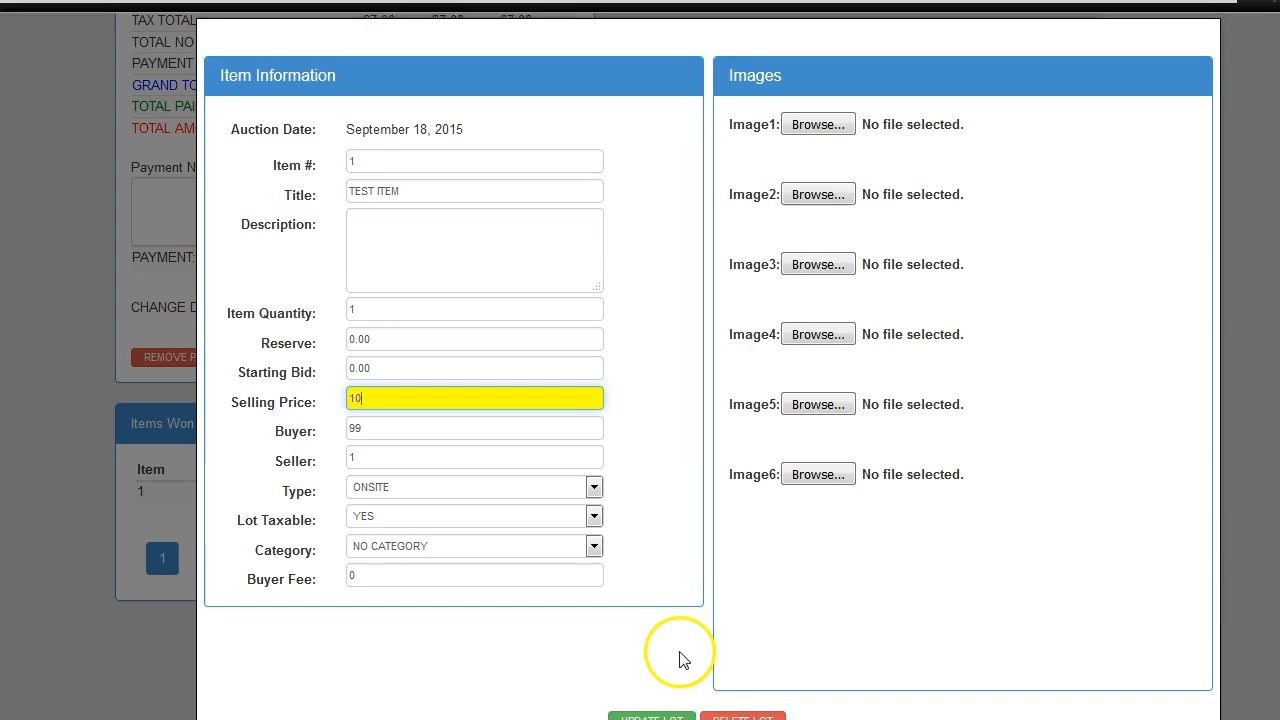 TAX TOTAL
TOTAL NO
PAYMENT
GRAND TO
TOTAL PAI
TOTAL AM
Payment N
PAYMENT:
CHANGE D
REMOVE P
Items Won
Item
1
1
Item Information
Auction Date: September 18, 2015
Item #: 1
Title: TEST ITEM
Description:
Item Quantity: 1
Reserve: 0.00
Starting Bid: 0.00
Selling Price: 10
Buyer: 99
Seller: 1
Type: ONSITE
Lot Taxable: YES
Category: NO CATEGORY
Buyer Fee: 0
Images
Image1: Browse... No file selected.
Image2: Browse... No file selected.
Image3: Browse... No file selected.
Image4: Browse... No file selected.
Image5: Browse... No file selected.
Image6: Browse... No file selected.
UPDATE LOT DELETE LOT